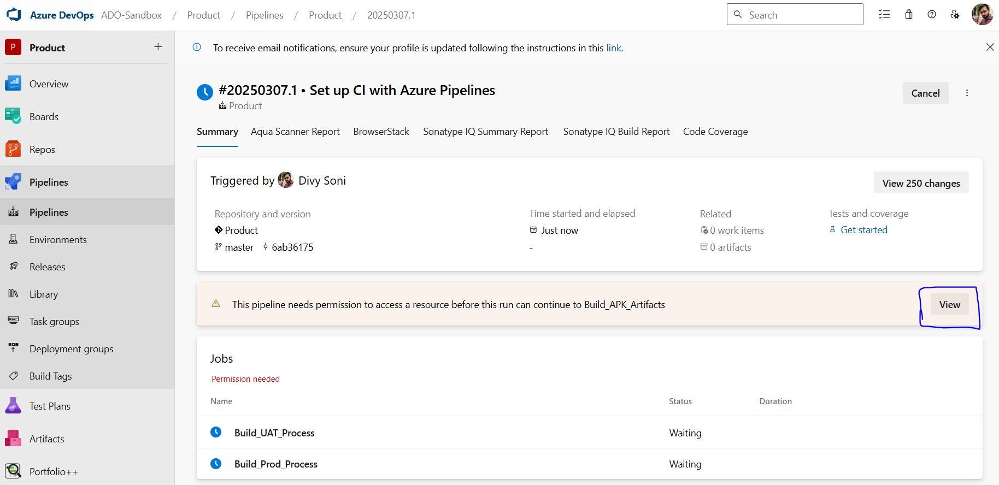 Azure DevOps ADO-Sandbox / Product / Pipelines / Product / 20250307.1
Search
P Product +
To receive email notifications, ensure your profile is updated following the instructions in this link.
Overview
Boards
Repos
Pipelines
Pipelines
Environments
Releases
Library
Task groups
Deployment groups
Build Tags
Test Plans
Artifacts
Portfolio++
#20250307.1 • Set up CI with Azure Pipelines
Product
Cancel
Summary Aqua Scanner Report BrowserStack Sonatype IQ Summary Report Sonatype IQ Build Report Code Coverage
Triggered by Divy Soni
View 250 changes
Repository and version
Product
master 6ab36175
Time started and elapsed
Just now
-
Related
0 work items
0 artifacts
Tests and coverage
Get started
This pipeline needs permission to access a resource before this run can continue to Build_APK_Artifacts
View
Jobs
Permission needed
Name Status Duration
Build_UAT_Process Waiting
Build_Prod_Process Waiting